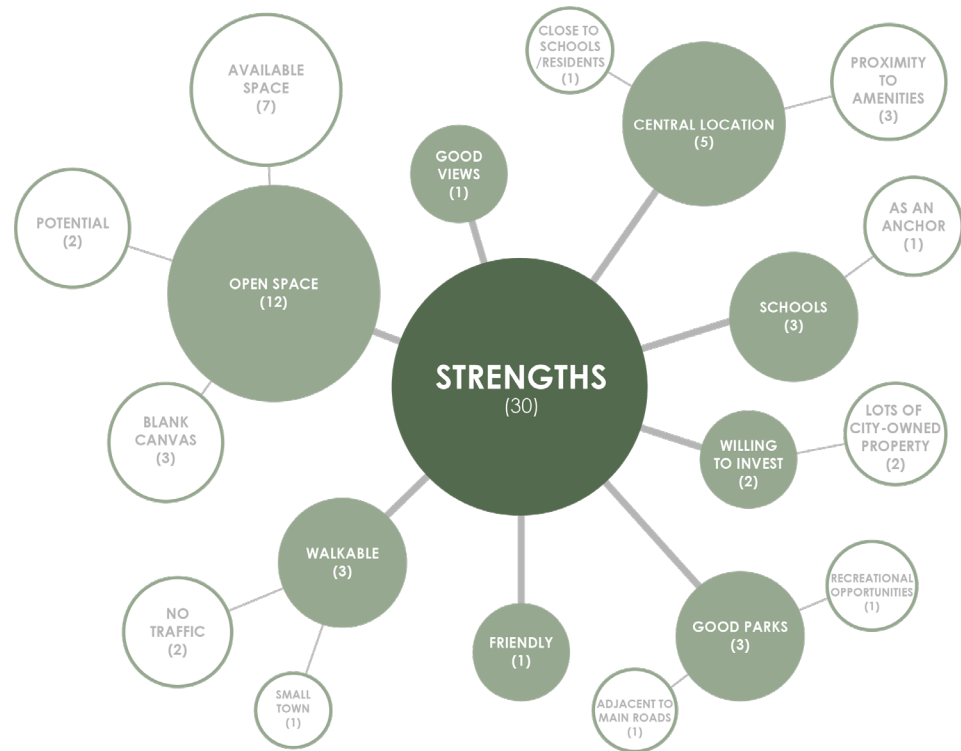 STRENGTHS
(30)
GOOD
VIEWS
(1)
CENTRAL LOCATION
(5)
CLOSE TO
SCHOOLS
/RESIDENTS
(1)
PROXIMITY
TO
AMENITIES
(3)
SCHOOLS
(3)
AS AN
ANCHOR
(1)
WILLING
TO INVEST
(2)
LOTS OF
CITY-OWNED
PROPERTY
(2)
GOOD PARKS
(3)
RECREATIONAL
OPPORTUNITIES
(1)
ADJACENT TO
MAIN ROADS
(1)
FRIENDLY
(1)
WALKABLE
(3)
SMALL
TOWN
(1)
NO
TRAFFIC
(2)
OPEN SPACE
(12)
BLANK
CANVAS
(3)
POTENTIAL
(2)
AVAILABLE
SPACE
(7)